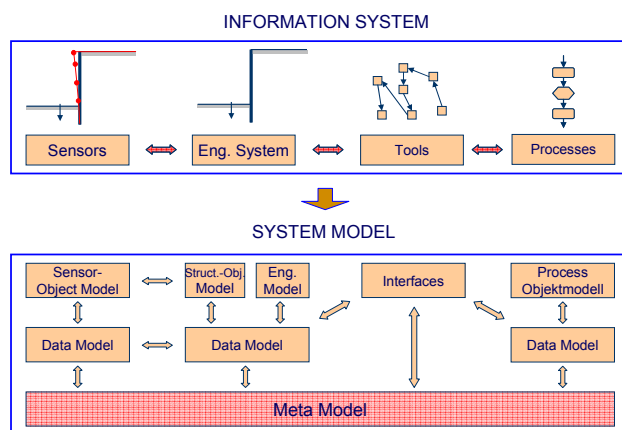 INFORMATION SYSTEM
Sensors
Eng. System
Tools
Processes
SYSTEM MODEL
Sensor-
Object Model
Struct.-Obj.
Model
Eng.
Model
Interfaces
Process
Objektmodell
Data Model
Data Model
Data Model
Meta Model